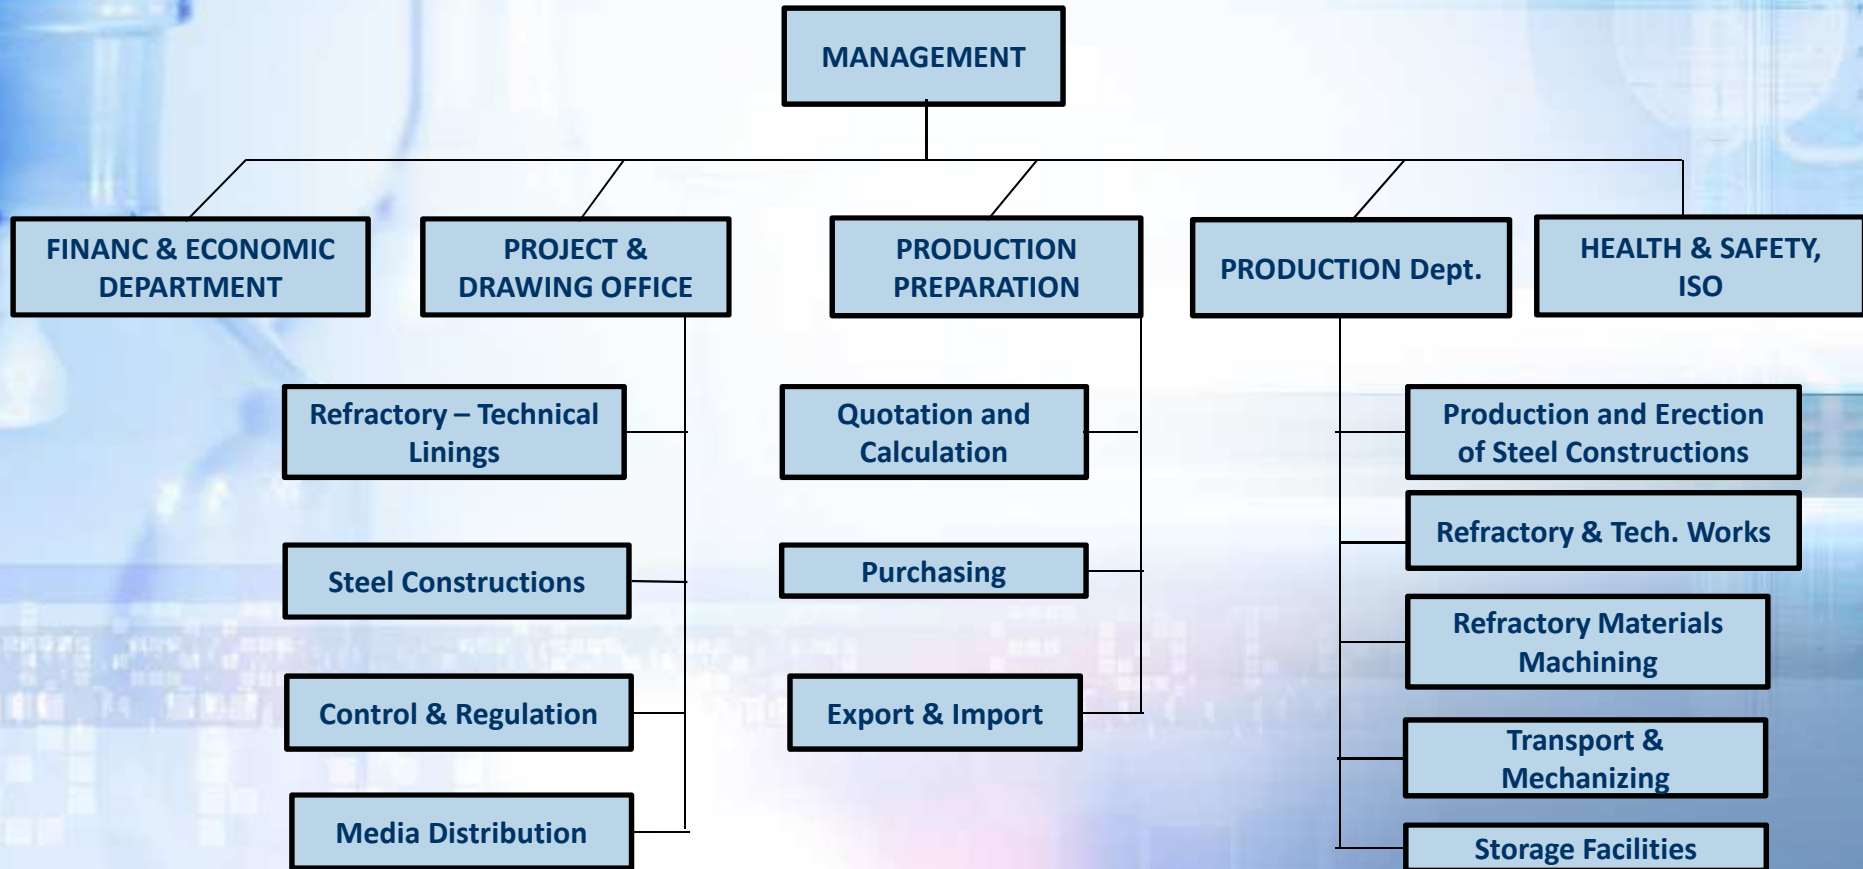 MANAGEMENT
FINANC & ECONOMIC
DEPARTMENT
PROJECT &
DRAWING OFFICE
PRODUCTION
PREPARATION
PRODUCTION Dept.
HEALTH & SAFETY,
ISO
Refractory – Technical
Linings
Steel Constructions
Control & Regulation
Media Distribution
Quotation and
Calculation
Purchasing
Export & Import
Production and Erection
of Steel Constructions
Refractory & Tech. Works
Refractory Materials
Machining
Transport &
Mechanizing
Storage Facilities